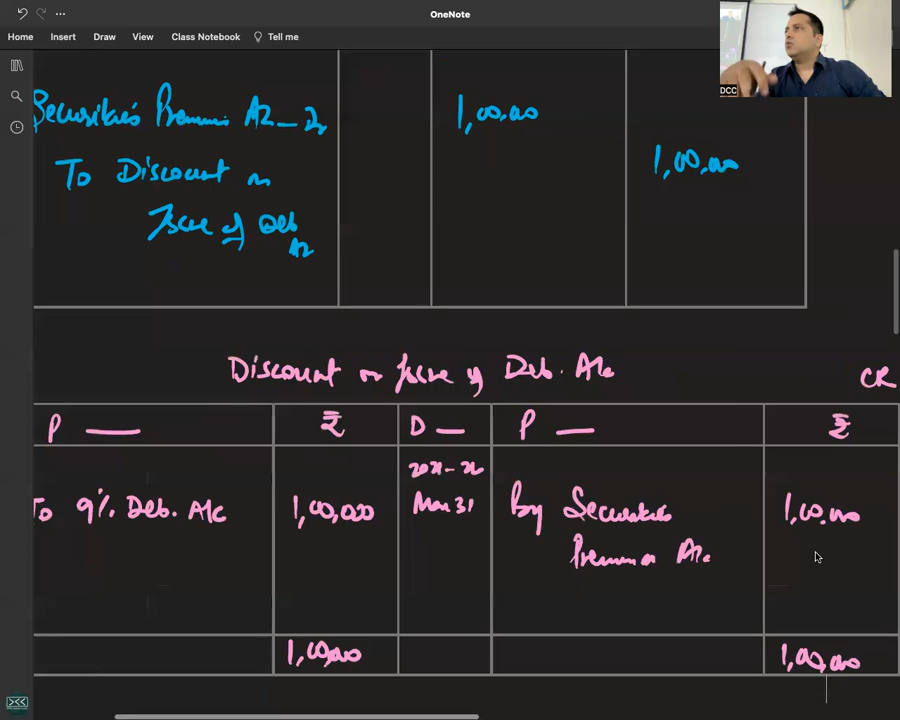 OneNote
Home Insert Draw View Class Notebook Tell me
DCC
Securities Premium A/c _ Dr 1,00,000
To Discount on 1,00,000
Issue of Deb
A/c
Discount on Issue of Deb. A/c CR
P — ₹ D — P — ₹
20X1-22
To 9% Deb. A/c 1,00,000 Mar 31 By Securities 1,00,000
Premium A/c
1,00,000 1,00,000